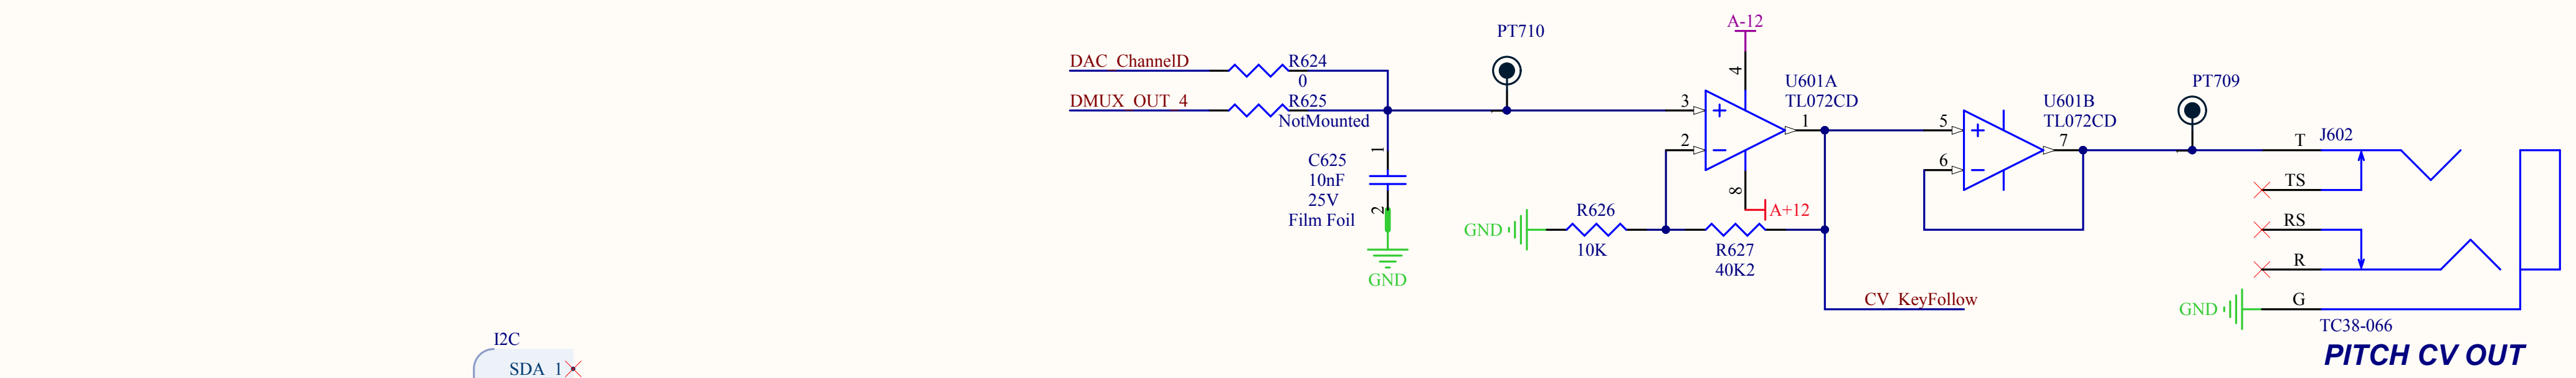 A-12
PT710
DAC_ChannelD
R624
0
4
U601A
TL072CD
PT709
DMUX_OUT_4
R625
NotMounted
3
1
2
5
6
7
U601B
TL072CD
T
J602
TS
1
C625
10nF
25V
Film Foil
2
8
A+12
GND
R626
10K
R627
40K2
RS
R
GND
CV_KeyFollow
GND
G
TC38-066
PITCH CV OUT
I2C
SDA_1